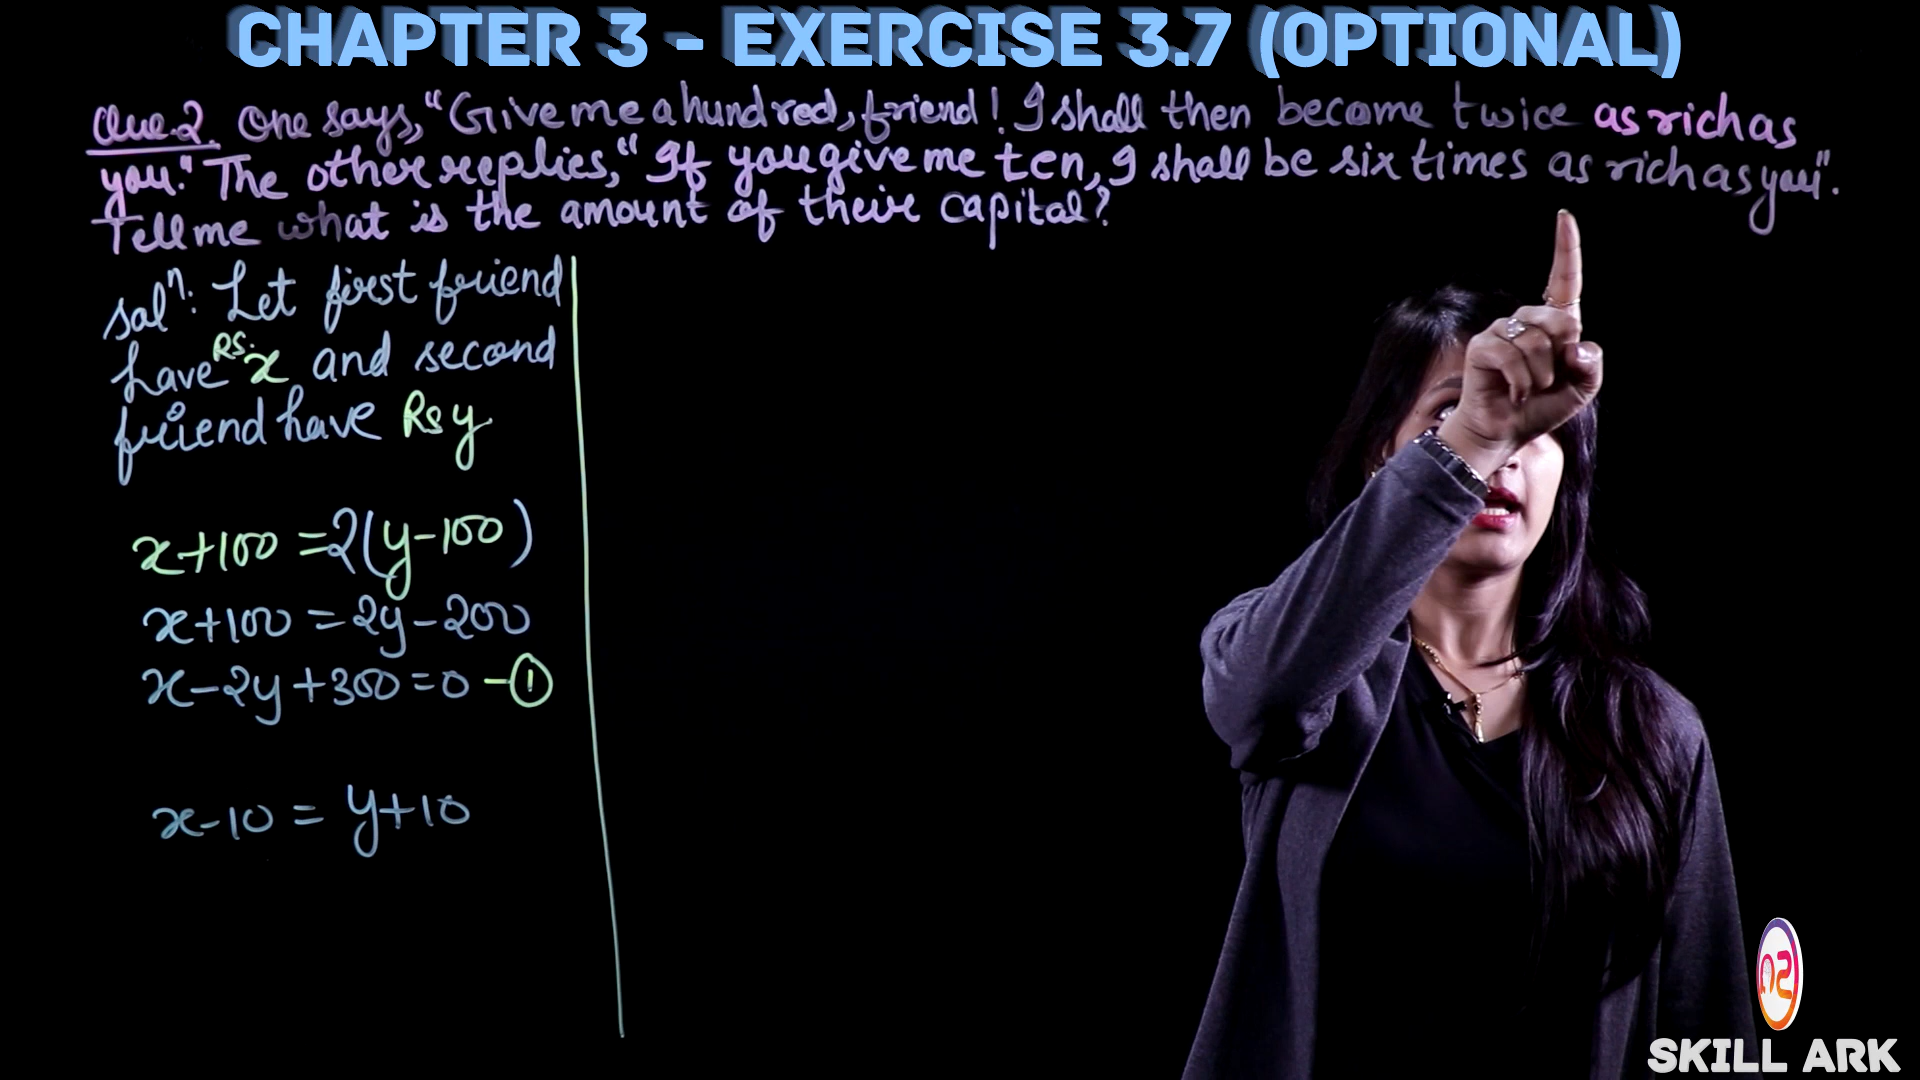 CHAPTER 3 - EXERCISE 3.7 (OPTIONAL)
Que.2. One says, "Give me a hundred, friend! I shall then become twice as rich as
you." The other replies, "If you give me ten, I shall be six times as rich as you".
Tell me what is the amount of their capital?
solⁿ: Let first friend
have Rs. x and second
friend have Rs y
x+100 = 2(y-100)
x+100 = 2y-200
x-2y+300=0 -①
x-10 = y+10
SKILL ARK